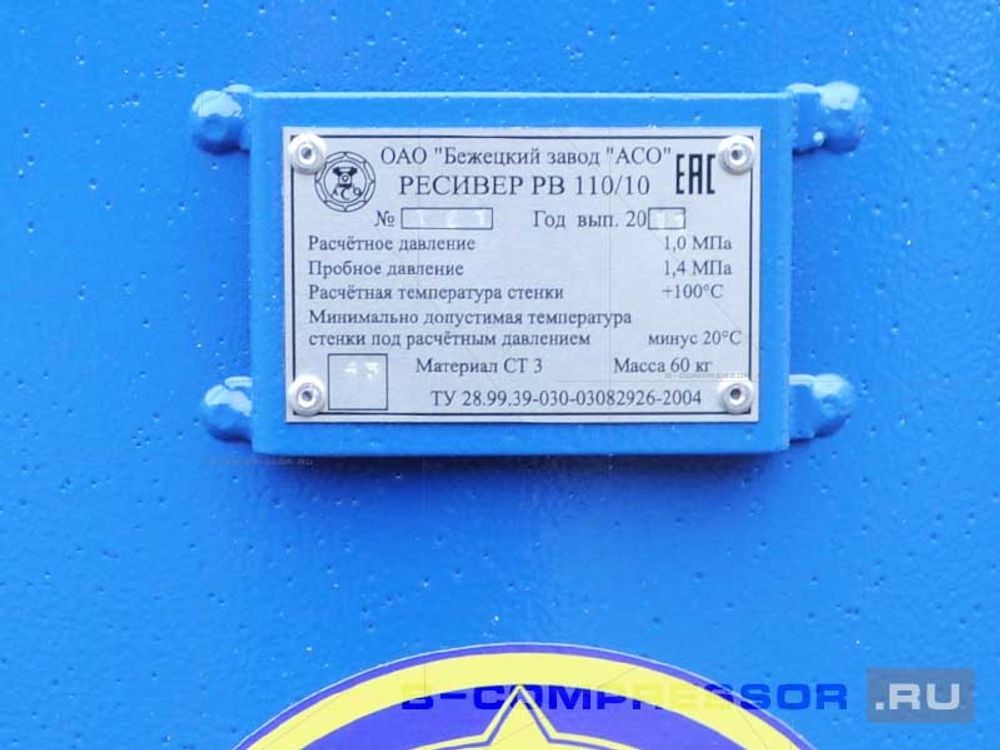 ОАО "Бежецкий завод "АСО"
РЕСИВЕР РВ 110/10 ЕАС
АСО
№ Год вып. 20
Расчётное давление 1,0 МПа
Пробное давление 1,4 МПа
Расчётная температура стенки +100°С
Минимально допустимая температура
стенки под расчётным давлением минус 20°С
Материал СТ 3 Масса 60 кг
ТУ 28.99.39-030-03082926-2004
B-COMPRESSOR.RU